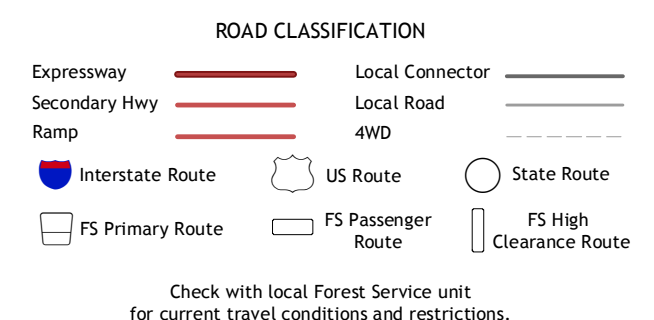 ROAD CLASSIFICATION
Expressway
Local Connector
Secondary Hwy
Local Road
Ramp
4WD
Interstate Route
US Route
State Route
FS Primary Route
FS Passenger
Route
FS High
Clearance Route
Check with local Forest Service unit
for current travel conditions and restrictions.